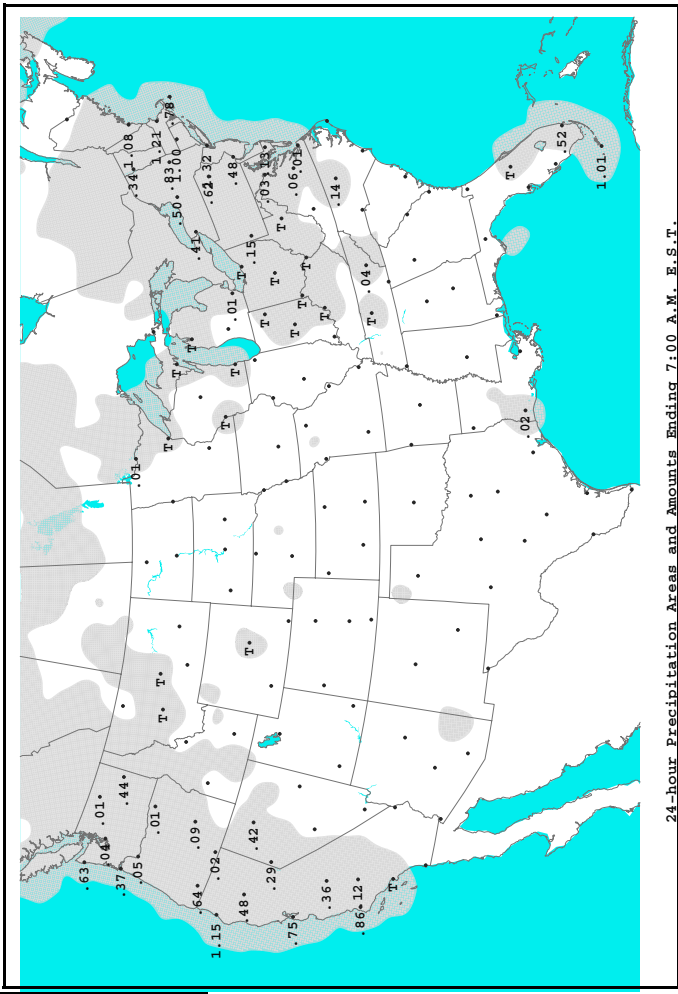 .63
.01
.04
.37
.44
.01
.34
1.08
.05
.01
T
T
T
1.21
.83
1.00
.78
T
.50
T
.64
.09
.41
.32
1.15
.02
T
T
.01
.48
.48
.42
T
T
.15
.29
T
T
.03
.13
T
.75
T
T
T
.06
.01
.36
T
.14
.86
.12
T
.04
T
T
.02
.52
1.01
24-hour Precipitation Areas and Amounts Ending 7:00 A.M. E.S.T.